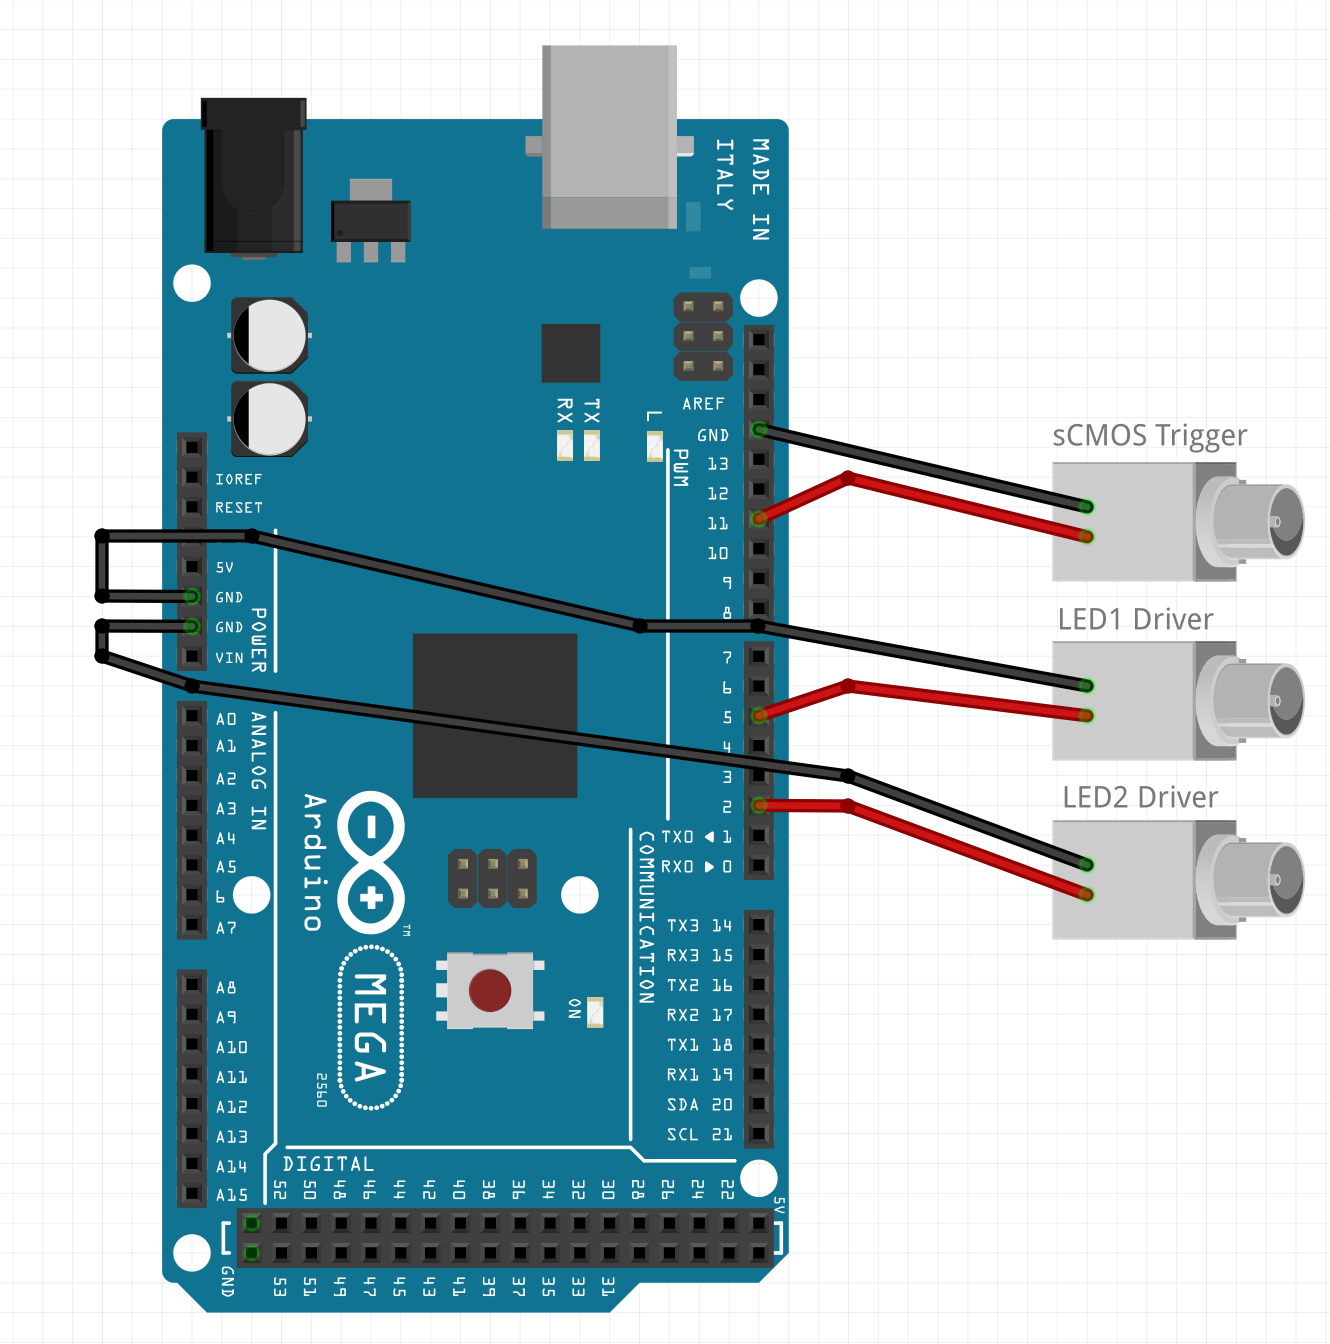 MADE IN
ITALY
RX
TX
L
AREF
GND
13
12
11
10
9
8
PWM
7
6
5
4
3
2
TX0 ◀ 1
RX0 ▶ 0
COMMUNICATION
TX3 14
RX3 15
TX2 16
RX2 17
TX1 18
RX1 19
SDA 20
SCL 21
IOREF
RESET
5V
GND
GND
VIN
POWER
A0
A1
A2
A3
A4
A5
6
A7
ANALOG IN
A8
A9
A10
A11
A12
A13
A14
A15
Arduino
TM
MEGA
2560
ON
DIGITAL
52 50 48 46 44 42 40 38 36 34 32 30 28 26 24 22
5V
GND
53 51 49 47 45 43 41 39 37 35 33 31
sCMOS Trigger
LED1 Driver
LED2 Driver